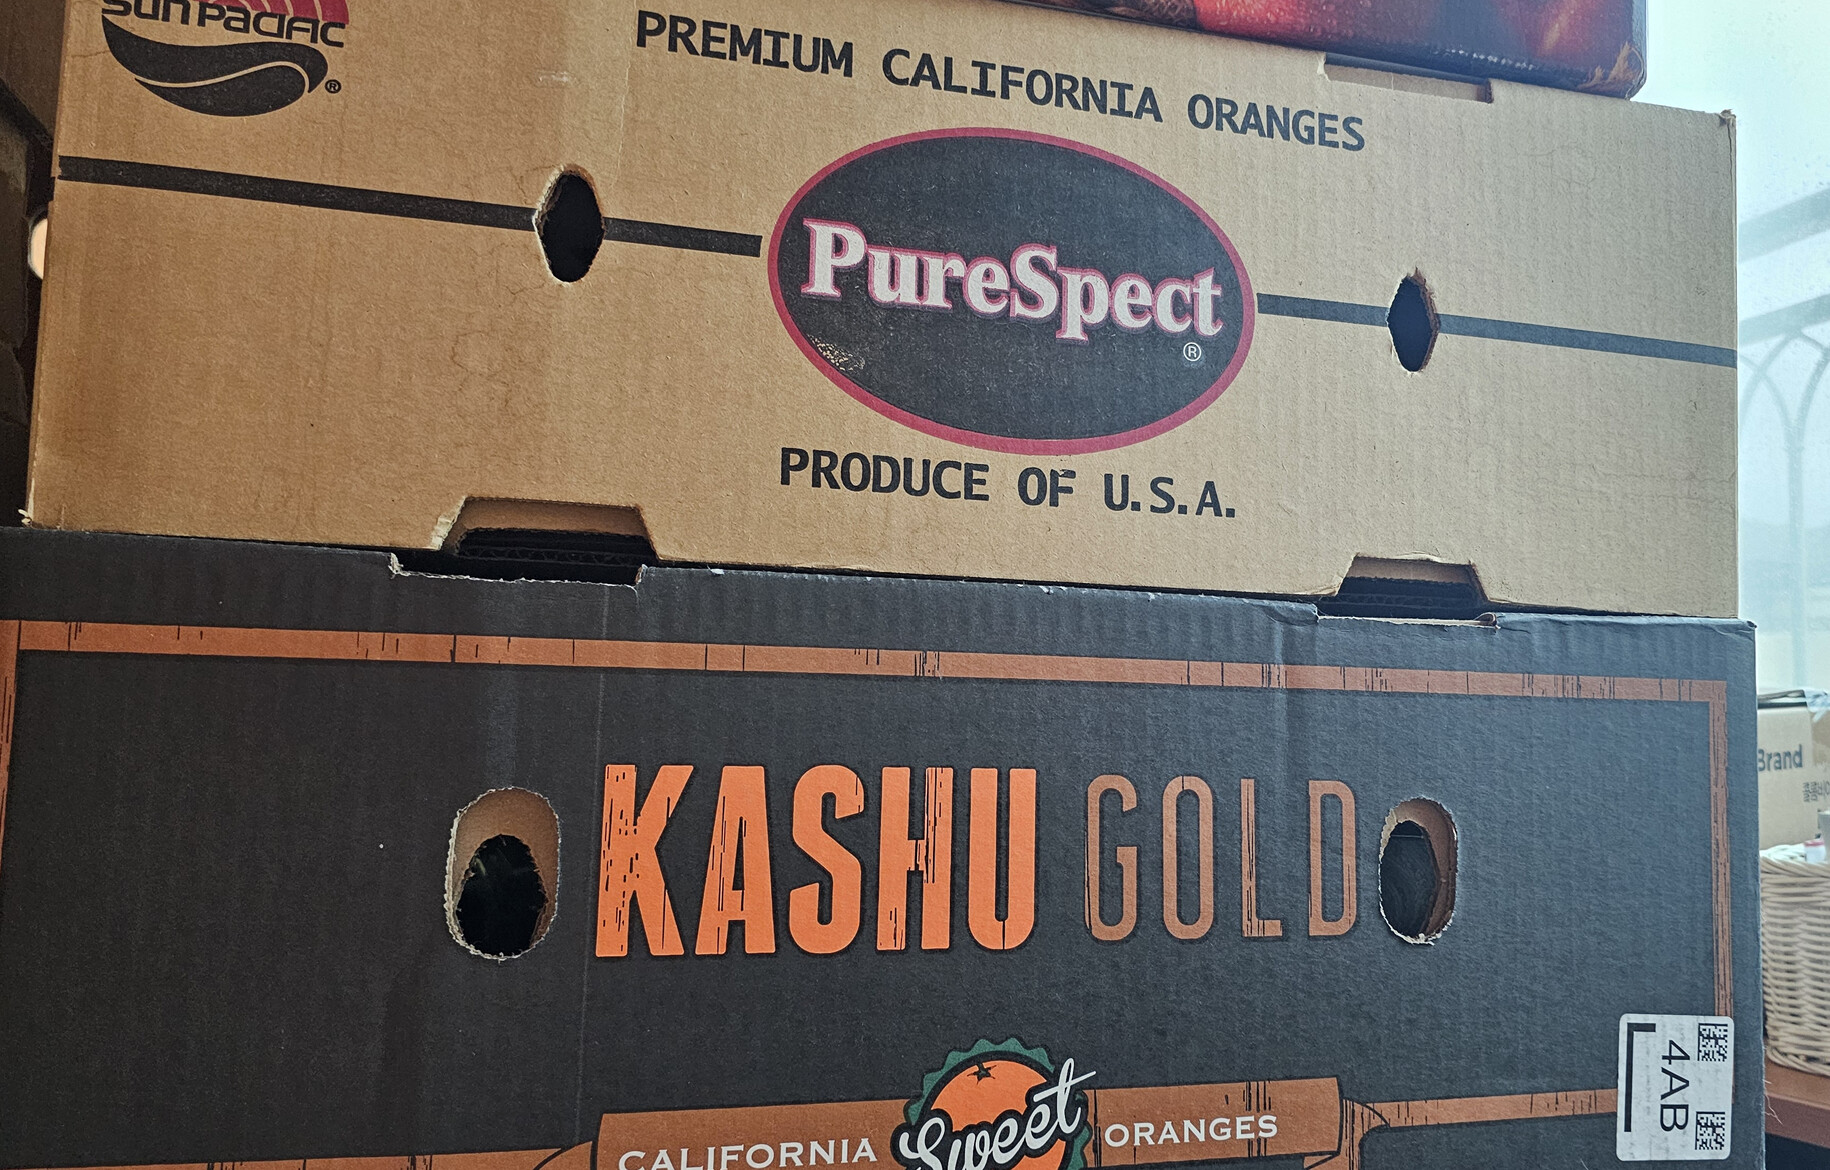 Sun Pacific
®
PREMIUM CALIFORNIA ORANGES
PureSpect
®
PRODUCE OF U.S.A.
KASHU GOLD
CALIFORNIA Sweet ORANGES
4AB
Brand